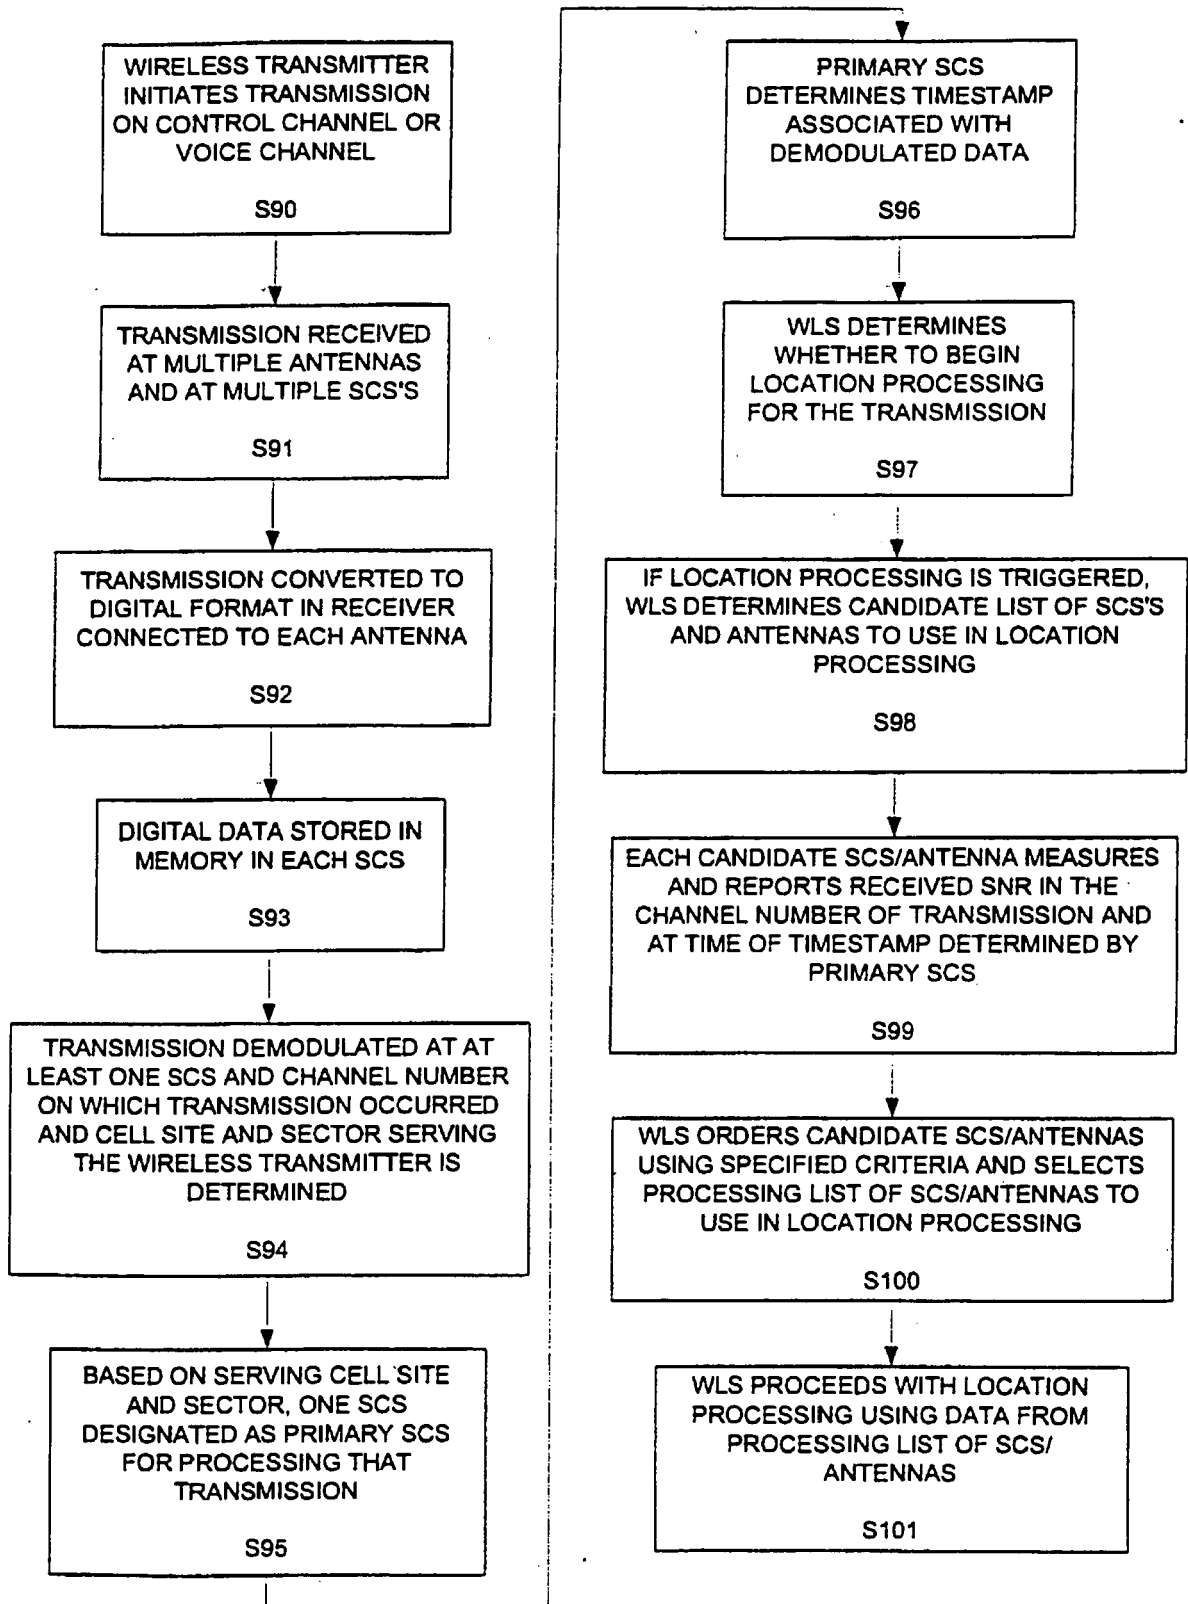 WIRELESS TRANSMITTER
INITIATES TRANSMISSION
ON CONTROL CHANNEL OR
VOICE CHANNEL
S90
TRANSMISSION RECEIVED
AT MULTIPLE ANTENNAS
AND AT MULTIPLE SCS'S
S91
TRANSMISSION CONVERTED TO
DIGITAL FORMAT IN RECEIVER
CONNECTED TO EACH ANTENNA
S92
DIGITAL DATA STORED IN
MEMORY IN EACH SCS
S93
TRANSMISSION DEMODULATED AT AT
LEAST ONE SCS AND CHANNEL NUMBER
ON WHICH TRANSMISSION OCCURRED
AND CELL SITE AND SECTOR SERVING
THE WIRELESS TRANSMITTER IS
DETERMINED
S94
BASED ON SERVING CELL SITE
AND SECTOR, ONE SCS
DESIGNATED AS PRIMARY SCS
FOR PROCESSING THAT
TRANSMISSION
S95
PRIMARY SCS
DETERMINES TIMESTAMP
ASSOCIATED WITH
DEMODULATED DATA
S96
WLS DETERMINES
WHETHER TO BEGIN
LOCATION PROCESSING
FOR THE TRANSMISSION
S97
IF LOCATION PROCESSING IS TRIGGERED,
WLS DETERMINES CANDIDATE LIST OF SCS'S
AND ANTENNAS TO USE IN LOCATION
PROCESSING
S98
EACH CANDIDATE SCS/ANTENNA MEASURES
AND REPORTS RECEIVED SNR IN THE
CHANNEL NUMBER OF TRANSMISSION AND
AT TIME OF TIMESTAMP DETERMINED BY
PRIMARY SCS
S99
WLS ORDERS CANDIDATE SCS/ANTENNAS
USING SPECIFIED CRITERIA AND SELECTS
PROCESSING LIST OF SCS/ANTENNAS TO
USE IN LOCATION PROCESSING
S100
WLS PROCEEDS WITH LOCATION
PROCESSING USING DATA FROM
PROCESSING LIST OF SCS/
ANTENNAS
S101